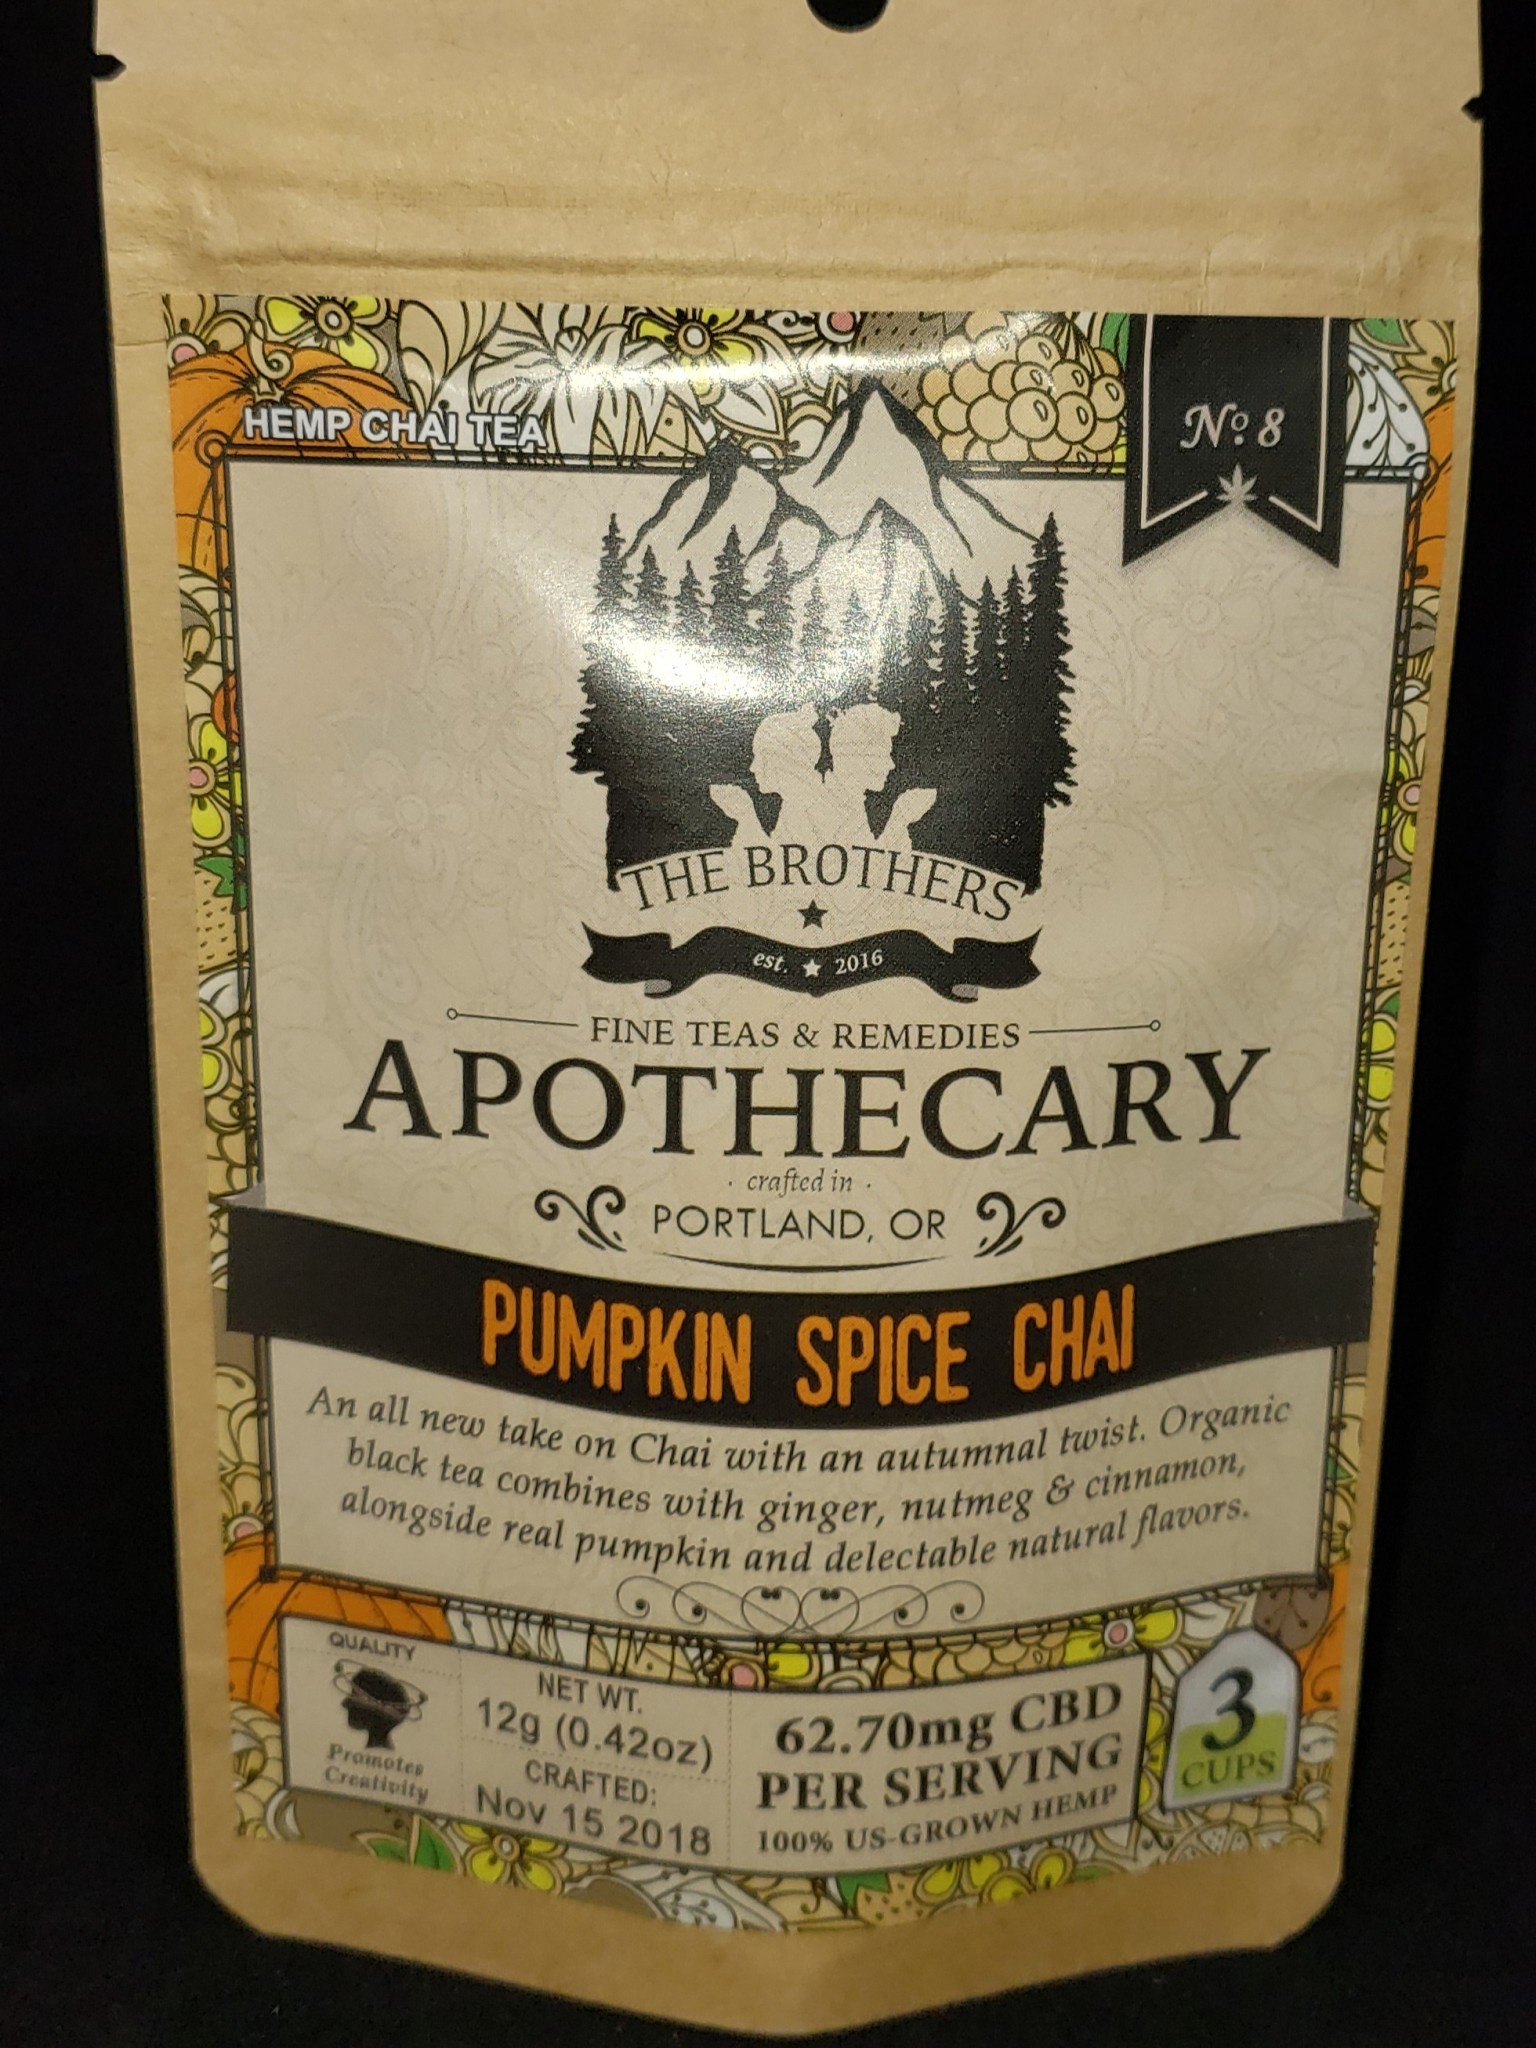 HEMP CHAI TEA
No 8
THE BROTHERS
est. 2016
FINE TEAS & REMEDIES
APOTHECARY
· crafted in ·
PORTLAND, OR
PUMPKIN SPICE CHAI
An all new take on Chai with an autumnal twist. Organic
black tea combines with ginger, nutmeg & cinnamon,
alongside real pumpkin and delectable natural flavors.
QUALITY
Promotes
Creativity
NET WT.
12g (0.42oz)
CRAFTED:
Nov 15 2018
62.70mg CBD
PER SERVING
100% US-GROWN HEMP
3
CUPS